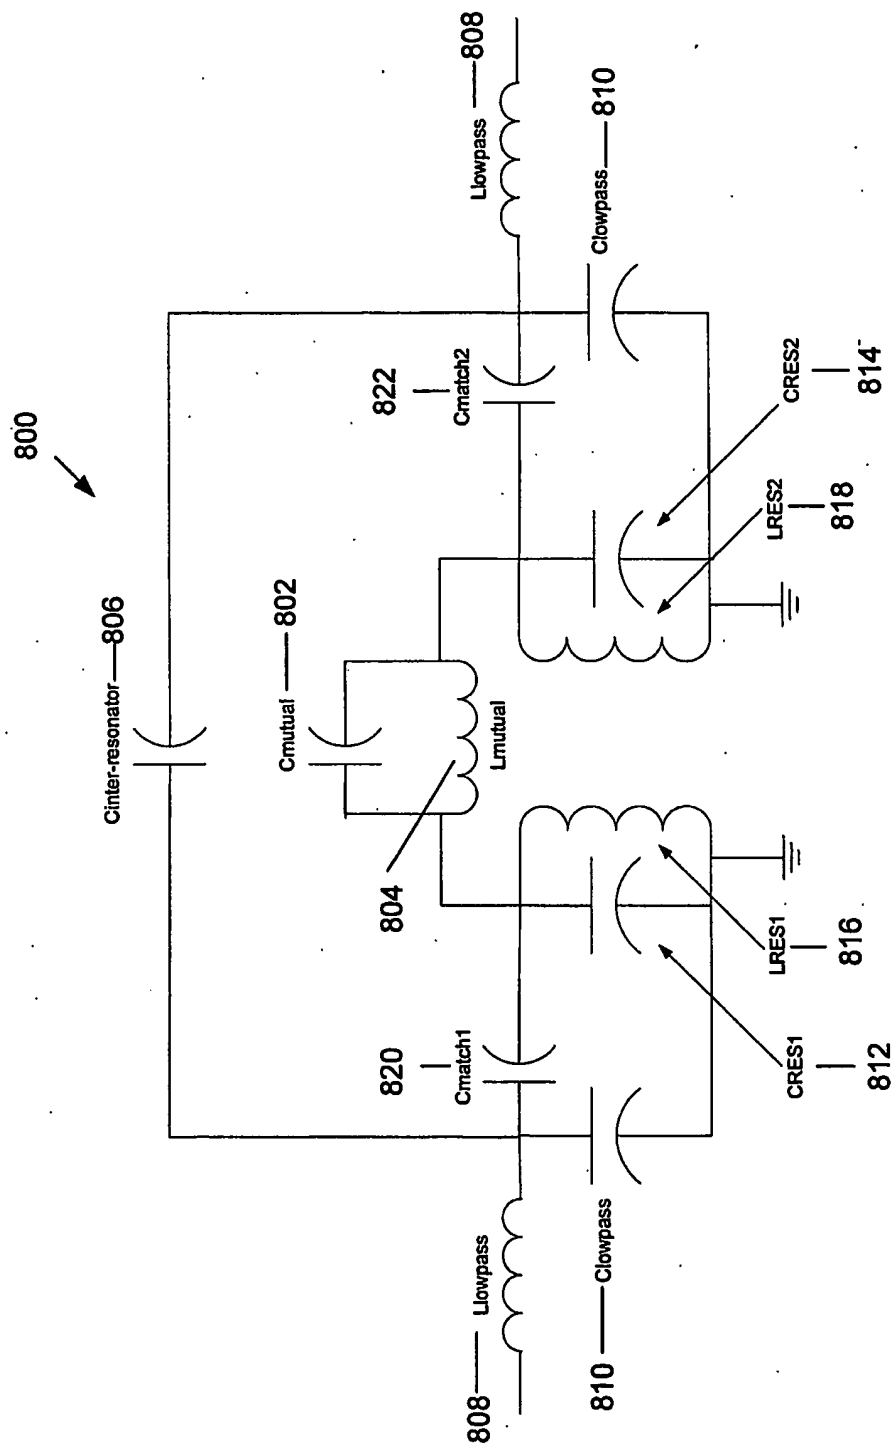 800
Cinter-resonator 806
Cmutual 802
804
Lmutual
808 Llowpass
820
Cmatch1
822
Cmatch2
Llowpass 808
810 Clowpass
Clowpass 810
CRES1
812
LRES1
816
LRES2
818
CRES2
814